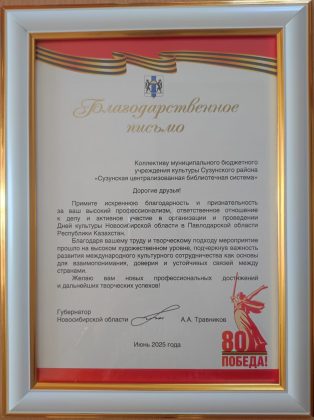 Благодарственное
письмо
Коллективу муниципального бюджетного
учреждения культуры Сузунского района
«Сузунская централизованная библиотечная система»
Дорогие друзья!
Примите искреннюю благодарность и признательность
за ваш высокий профессионализм, ответственное отношение
к делу и активное участие в организации и проведении
Дней культуры Новосибирской области в Павлодарской области
Республики Казахстан.
Благодаря вашему труду и творческому подходу мероприятие
прошло на высоком художественном уровне, подчеркнув важность
развития международного культурного сотрудничества как основы
для взаимопонимания, доверия и устойчивых связей между
странами.
Желаю вам новых профессиональных достижений
и дальнейших творческих успехов!
Губернатор
Новосибирской области А.А. Травников
Июнь 2025 года
80
ПОБЕДА!